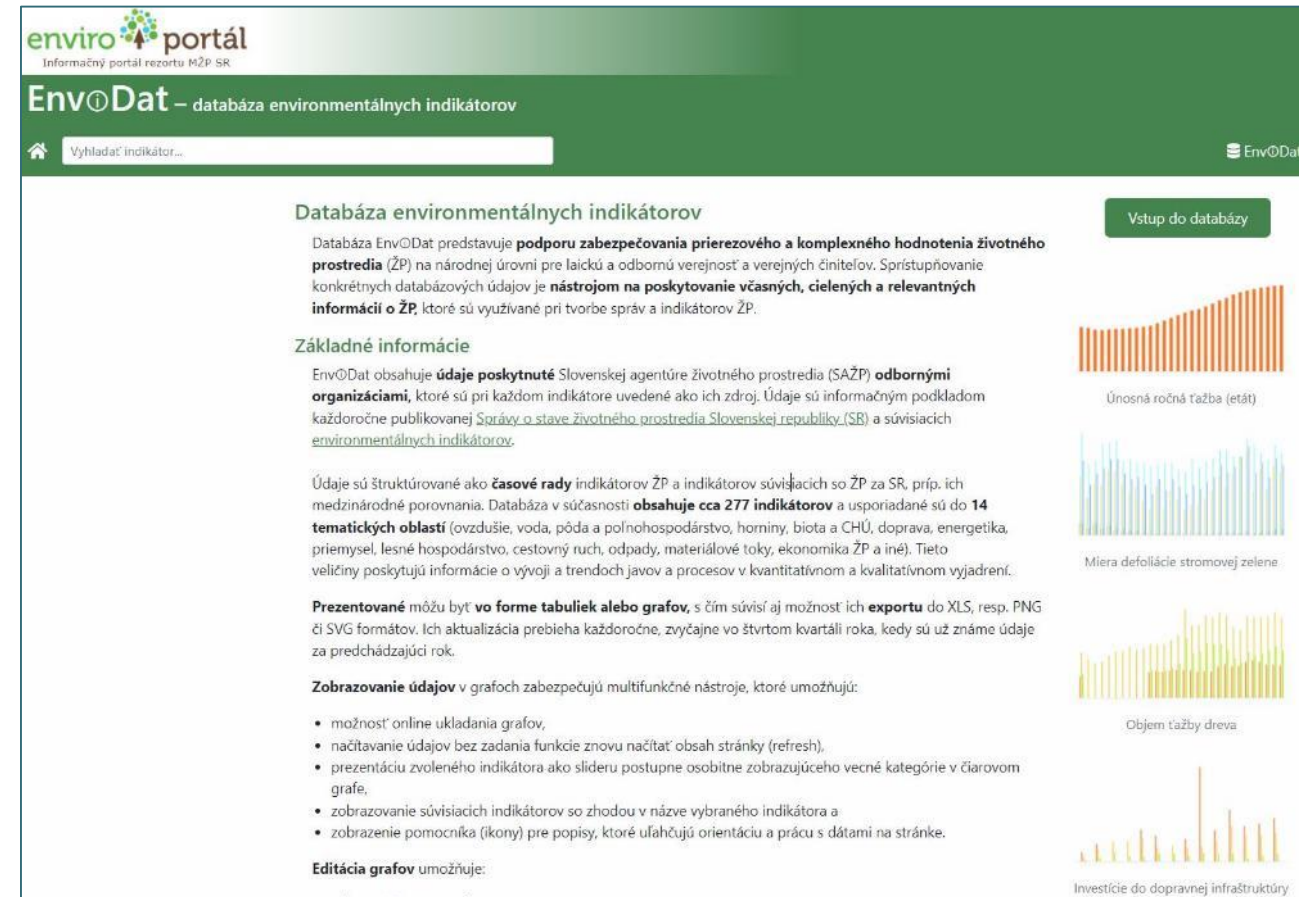 enviro portál
Informačný portál rezortu MŽP SR
EnvⓘDat – databáza environmentálnych indikátorov
Vyhladať indikátor...
EnvⓘDat
Databáza environmentálnych indikátorov
Vstup do databázy
Databáza EnvⓘDat predstavuje podporu zabezpečovania prierezového a komplexného hodnotenia životného
prostredia (ŽP) na národnej úrovni pre laickú a odbornú verejnosť a verejných činiteľov. Sprístupňovanie
konkrétnych databázových údajov je nástrojom na poskytovanie včasných, cielených a relevantných
informácií o ŽP, ktoré sú využívané pri tvorbe správ a indikátorov ŽP.
Základné informácie
EnvⓘDat obsahuje údaje poskytnuté Slovenskej agentúre životného prostredia (SAŽP) odbornými
organizáciami, ktoré sú pri každom indikátore uvedené ako ich zdroj. Údaje sú informačným podkladom
každoročne publikovanej Správy o stave životného prostredia Slovenskej republiky (SR) a súvisiacich
environmentálnych indikátorov.
Údaje sú štruktúrované ako časové rady indikátorov ŽP a indikátorov súvisiacich so ŽP za SR, príp. ich
medzinárodné porovnania. Databáza v súčasnosti obsahuje cca 277 indikátorov a usporiadané sú do 14
tematických oblastí (ovzdušie, voda, pôda a poľnohospodárstvo, horniny, biota a CHÚ, doprava, energetika,
priemysel, lesné hospodárstvo, cestovný ruch, odpady, materiálové toky, ekonomika ŽP a iné). Tieto
veličiny poskytujú informácie o vývoji a trendoch javov a procesov v kvantitatívnom a kvalitatívnom vyjadrení.
Prezentované môžu byť vo forme tabuliek alebo grafov, s čím súvisí aj možnosť ich exportu do XLS, resp. PNG
či SVG formátov. Ich aktualizácia prebieha každoročne, zvyčajne vo štvrtom kvartáli roka, kedy sú už známe údaje
za predchádzajúci rok.
Zobrazovanie údajov v grafoch zabezpečujú multifunkčné nástroje, ktoré umožňujú:
• možnosť online ukladania grafov,
• načítavanie údajov bez zadania funkcie znovu načítať obsah stránky (refresh),
• prezentáciu zvoleného indikátora ako slideru postupne osobitne zobrazujúceho vecné kategórie v čiarovom
grafe,
• zobrazovanie súvisiacich indikátorov so zhodou v názve vybraného indikátora a
• zobrazenie pomocníka (ikony) pre popisy, ktoré uľahčujú orientáciu a prácu s dátami na stránke.
Editácia grafov umožňuje:
Únosná ročná ťažba (etát)
Miera defoliácie stromovej zelene
Objem ťažby dreva
Investície do dopravnej infraštruktúry